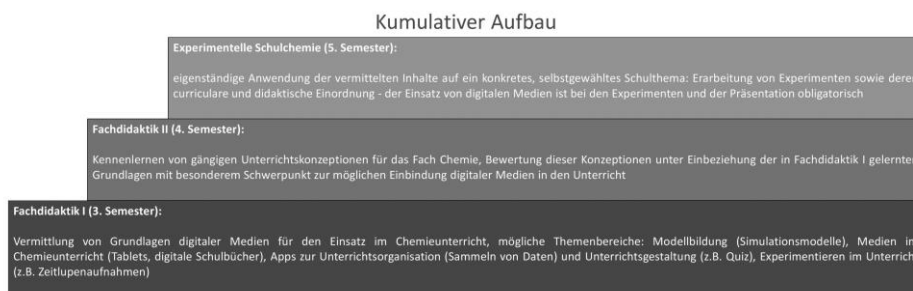 Kumulativer Aufbau
Experimentelle Schulchemie (5. Semester):
eigenständige Anwendung der vermittelten Inhalte auf ein konkretes, selbstgewähltes Schulthema: Erarbeitung von Experimenten sowie deren
curriculare und didaktische Einordnung - der Einsatz von digitalen Medien ist bei den Experimenten und der Präsentation obligatorisch
Fachdidaktik II (4. Semester):
Kennenlernen von gängigen Unterrichtskonzeptionen für das Fach Chemie, Bewertung dieser Konzeptionen unter Einbeziehung der in Fachdidaktik I gelernten
Grundlagen mit besonderem Schwerpunkt zur möglichen Einbindung digitaler Medien in den Unterricht
Fachdidaktik I (3. Semester):
Vermittlung von Grundlagen digitaler Medien für den Einsatz im Chemieunterricht, mögliche Themenbereiche: Modellbildung (Simulationsmodelle), Medien im
Chemieunterricht (Tablets, digitale Schulbücher), Apps zur Unterrichtsorganisation (Sammeln von Daten) und Unterrichtsgestaltung (z.B. Quiz), Experimentieren im Unterricht
(z.B. Zeitlupenaufnahmen)